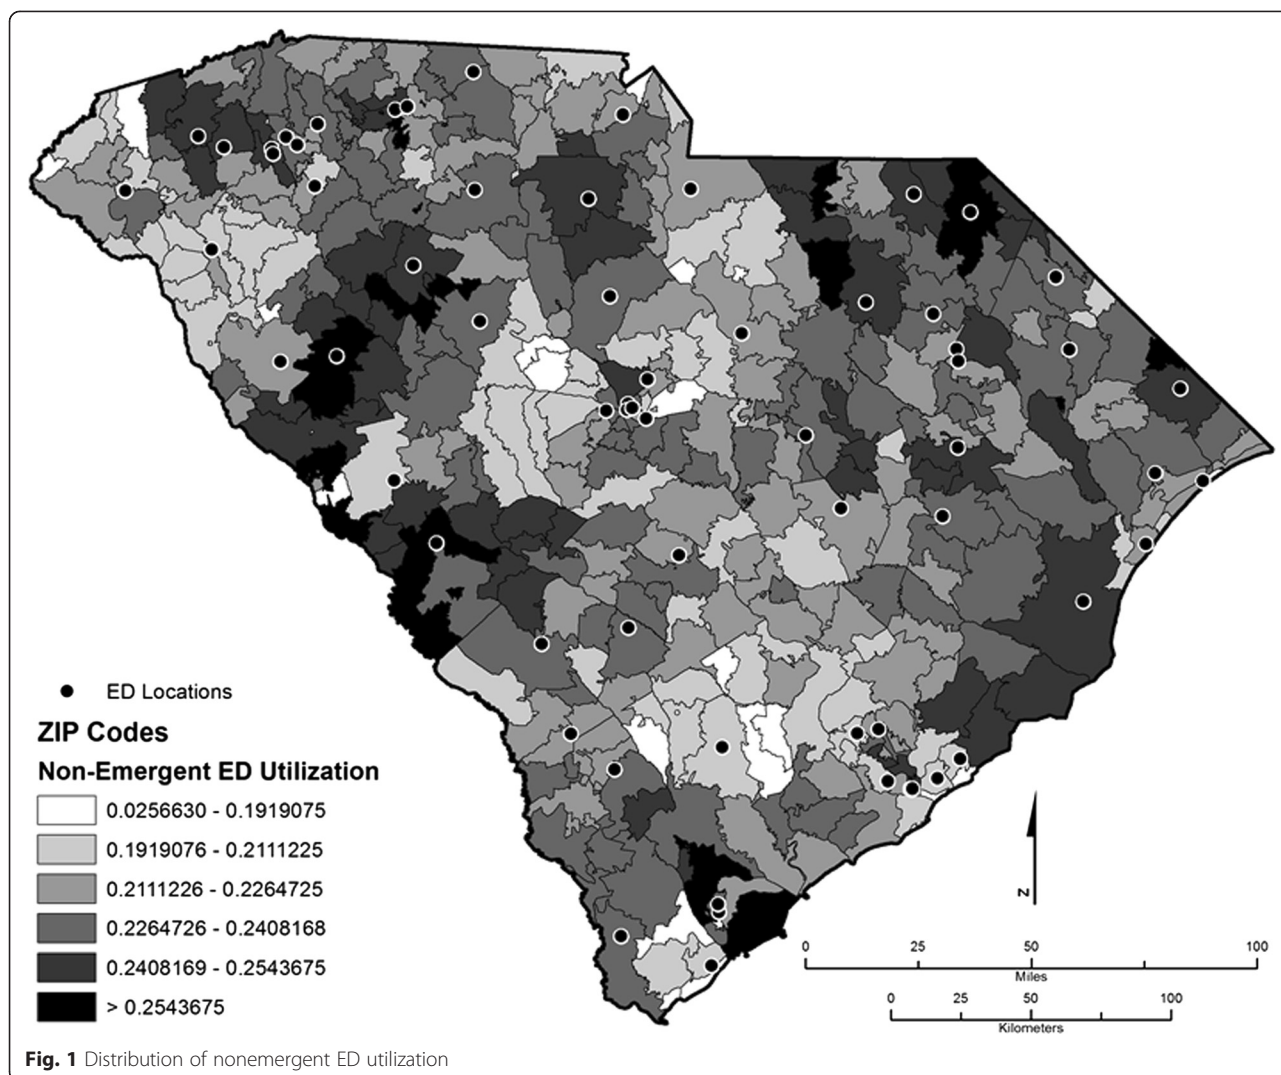 ED Locations
ZIP Codes
Non-Emergent ED Utilization
0.0256630 - 0.1919075
0.1919076 - 0.2111225
0.2111226 - 0.2264725
0.2264726 - 0.2408168
0.2408169 - 0.2543675
> 0.2543675
N
0 25 50 100
Miles
0 25 50 100
Kilometers
Fig. 1 Distribution of nonemergent ED utilization